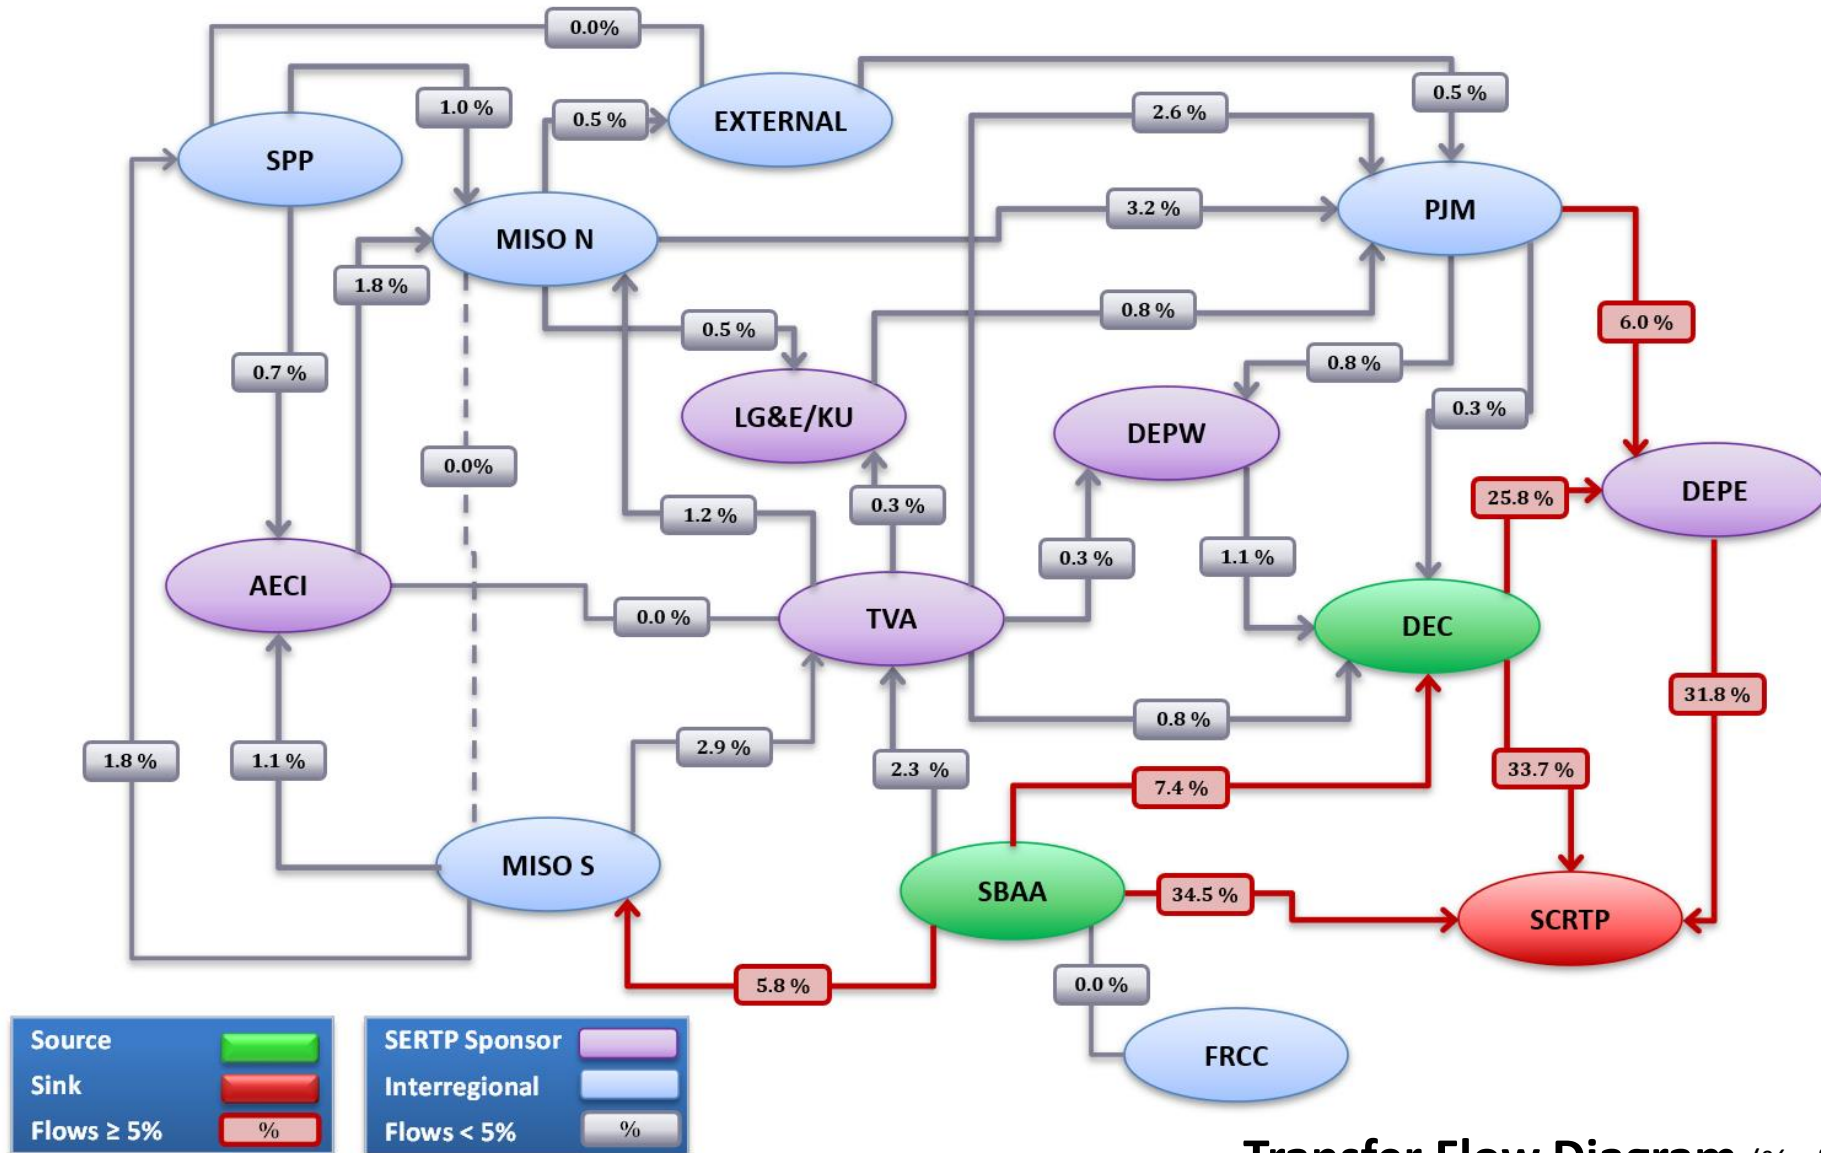 0.0%
1.0 %
0.5 %
EXTERNAL
2.6 %
0.5 %
SPP
MISO N
3.2 %
PJM
1.8 %
0.5 %
0.8 %
6.0 %
0.7 %
0.8 %
LG&E/KU
DEPW
0.3 %
0.0%
DEPE
25.8 %
1.2 %
0.3 %
0.3 %
1.1 %
AECI
0.0 %
TVA
DEC
31.8 %
0.8 %
1.8 %
1.1 %
2.9 %
2.3 %
7.4 %
33.7 %
MISO S
SBAA
34.5 %
SCRTP
5.8 %
0.0 %
FRCC
Source
Sink
Flows ≥ 5% %
SERTP Sponsor
Interregional
Flows < 5% %
Transfer Flow Diagram